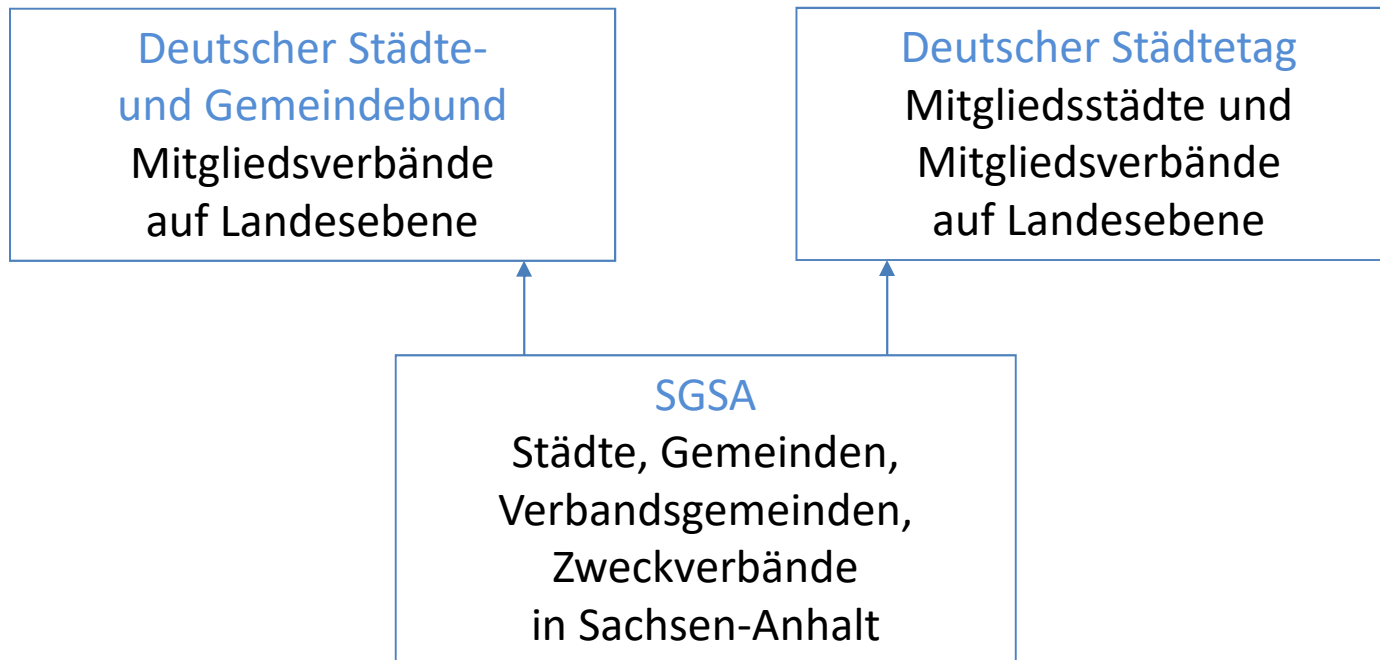 Deutscher Städte-
und Gemeindebund
Mitgliedsverbände
auf Landesebene
Deutscher Städtetag
Mitgliedsstädte und
Mitgliedsverbände
auf Landesebene
SGSA
Städte, Gemeinden,
Verbandsgemeinden,
Zweckverbände
in Sachsen-Anhalt